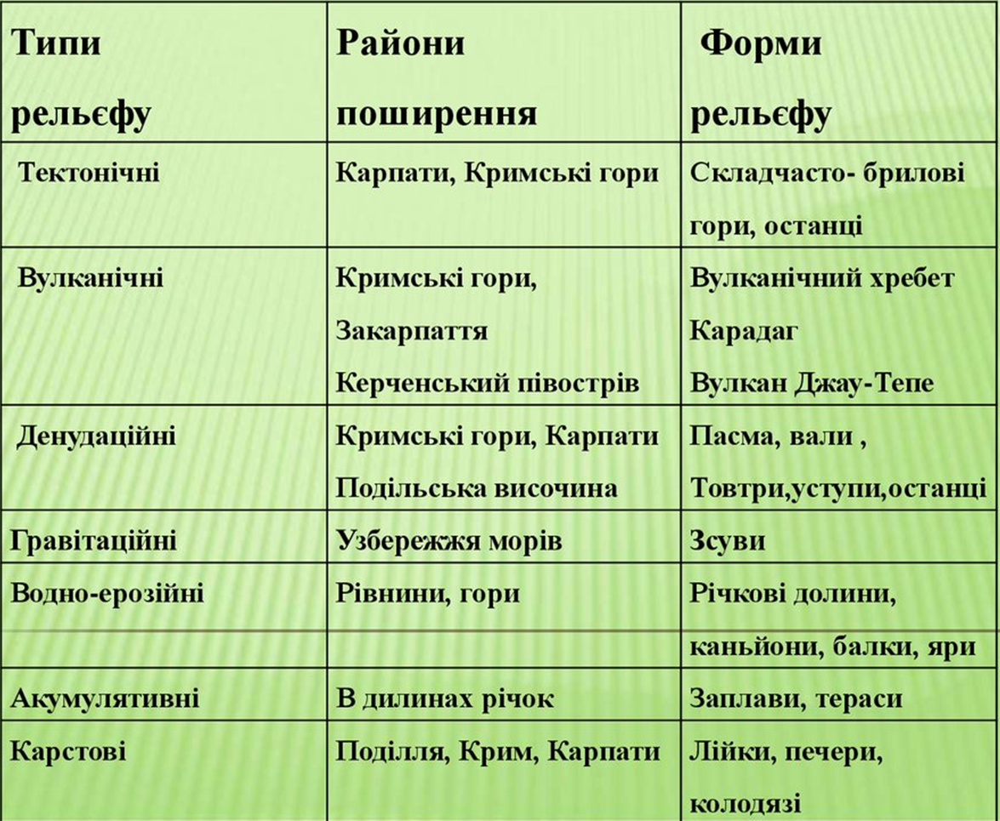 Типи Райони Форми
рельєфу поширення рельєфу
Тектонічні Карпати, Кримські гори Складчасто- брилові
гори, останці
Вулканічні Кримські гори, Вулканічний хребет
Закарпаття Карадаг
Керченський півострів Вулкан Джау-Тепе
Денудаційні Кримські гори, Карпати Пасма, вали ,
Подільська височина Товтри,уступи,останці
Гравітаційні Узбережжя морів Зсуви
Водно-ерозійні Рівнини, гори Річкові долини,
каньйони, балки, яри
Акумулятивні В дилинах річок Заплави, тераси
Карстові Поділля, Крим, Карпати Лійки, печери,
колодязі